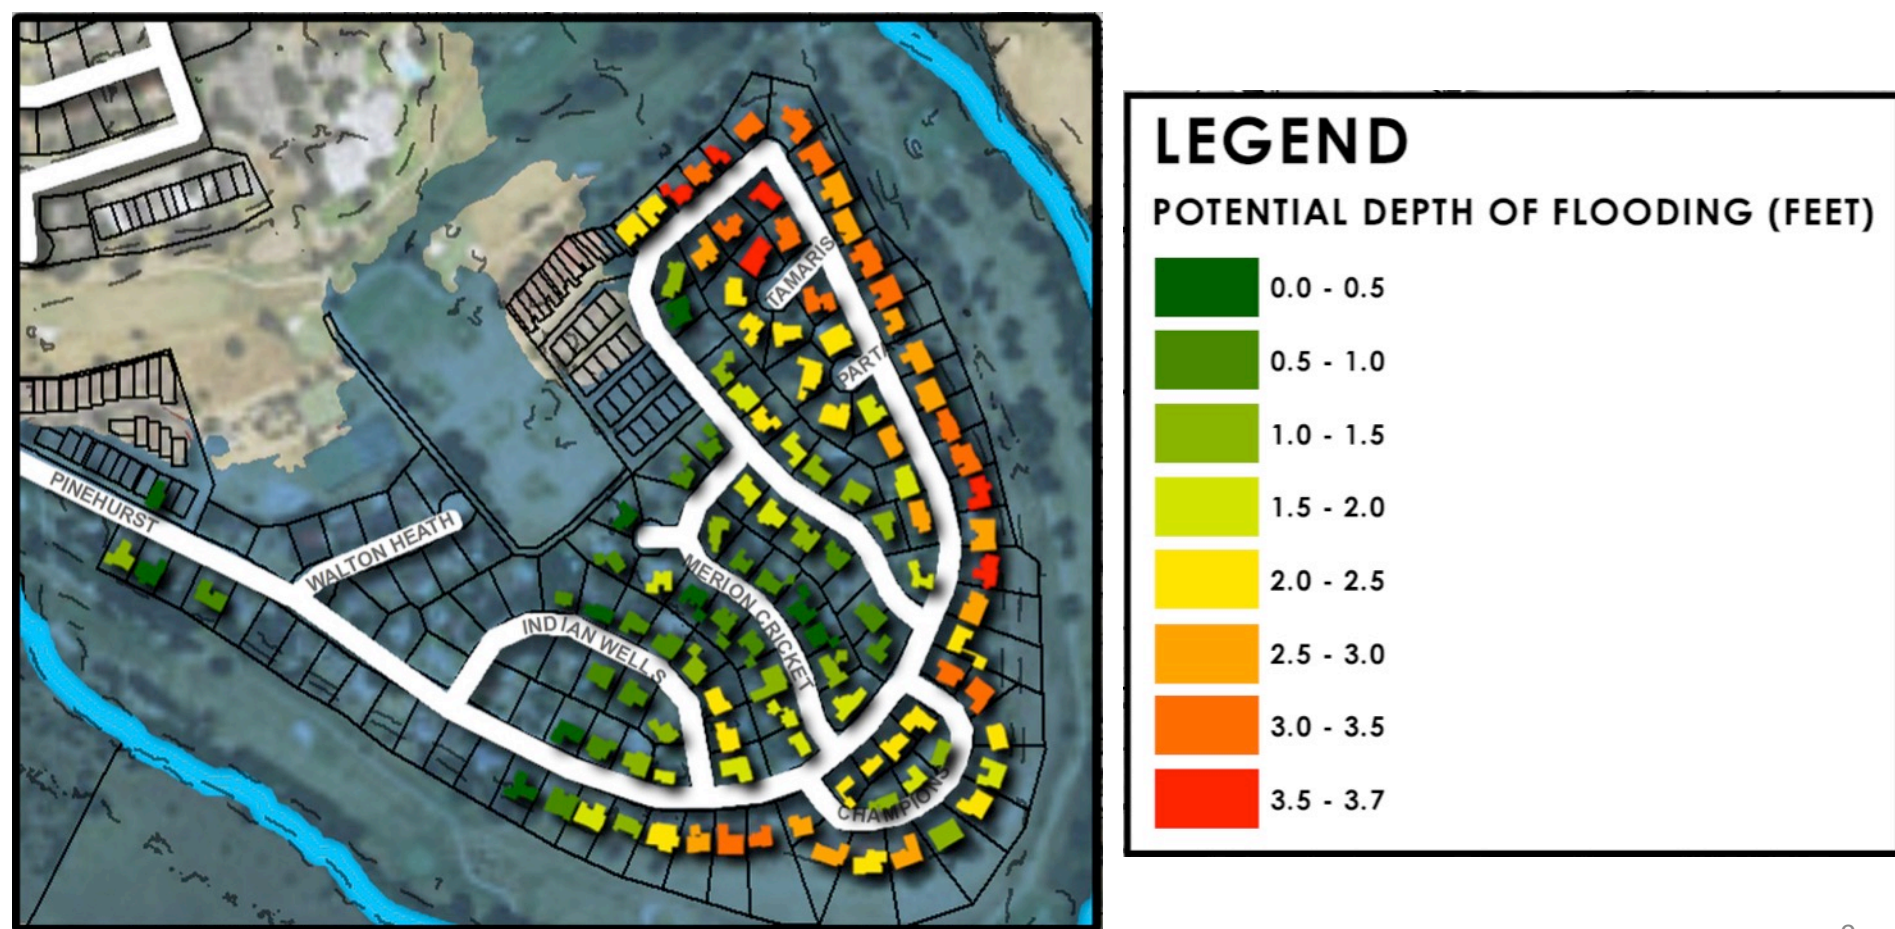 TAMARIS
PARTA
PINEHURST
WALTON HEATH
MERION CRICKET
INDIAN WELLS
CHAMPIONS
LEGEND
POTENTIAL DEPTH OF FLOODING (FEET)
0.0 - 0.5
0.5 - 1.0
1.0 - 1.5
1.5 - 2.0
2.0 - 2.5
2.5 - 3.0
3.0 - 3.5
3.5 - 3.7